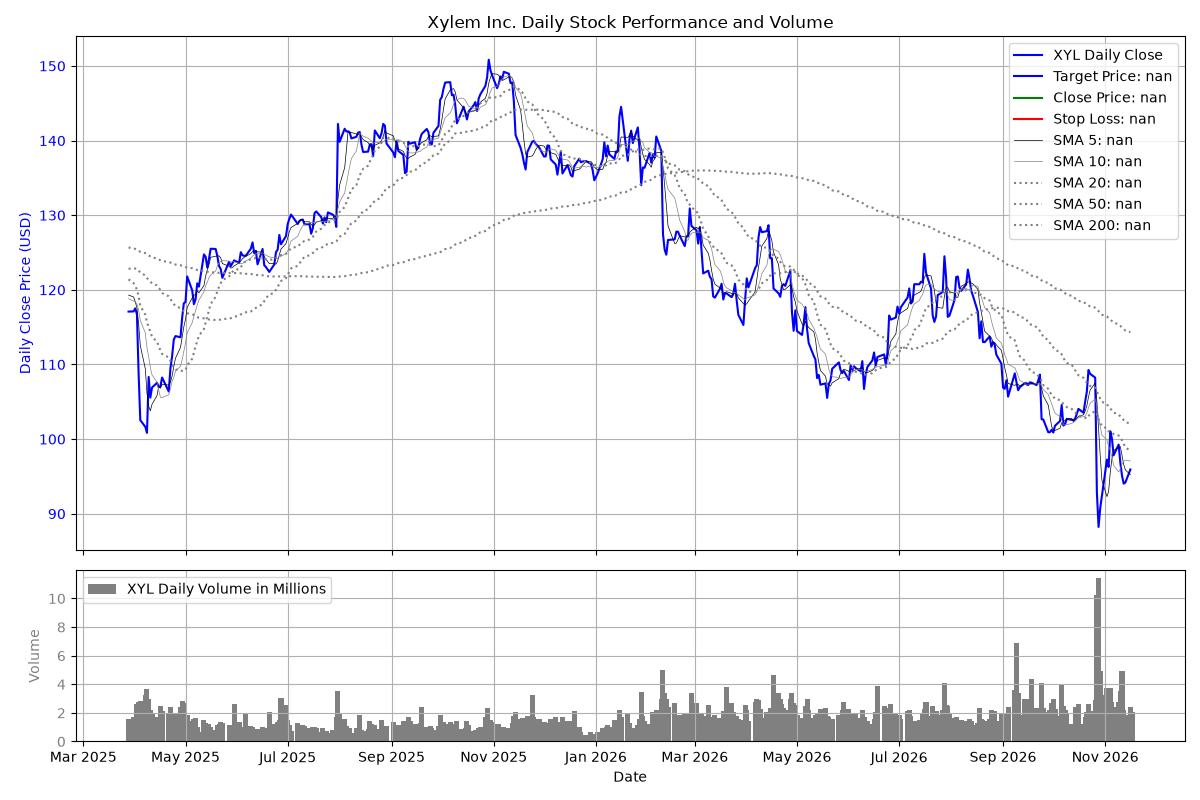 Xylem Inc. Daily Stock Performance and Volume
Daily Close Price (USD)
150
140
130
120
110
100
90
XYL Daily Close
Target Price: nan
Close Price: nan
Stop Loss: nan
SMA 5: nan
SMA 10: nan
SMA 20: nan
SMA 50: nan
SMA 200: nan
XYL Daily Volume in Millions
Volume
10
8
6
4
2
0
Mar 2025 May 2025 Jul 2025 Sep 2025 Nov 2025 Jan 2026 Mar 2026 May 2026 Jul 2026 Sep 2026 Nov 2026
Date